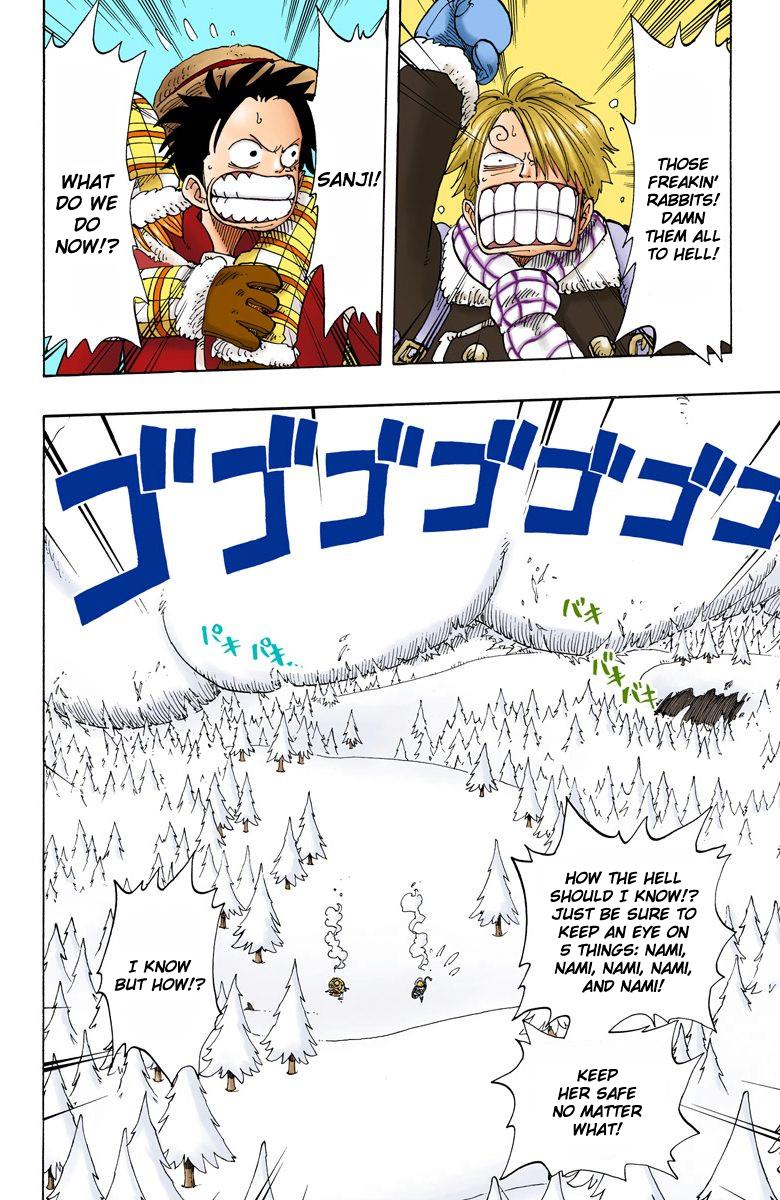 THOSE
FREAKIN'
RABBITS!
DAMN
THEM ALL
TO HELL!
SANJI!
WHAT
DO WE
DO
NOW!?
ゴゴゴゴゴゴゴ
バキ
バキ
バキ
パキ
パキ
HOW THE HELL
SHOULD I KNOW!?
JUST BE SURE TO
KEEP AN EYE ON
5 THINGS: NAMI,
NAMI, NAMI, NAMI,
AND NAMI!
I KNOW
BUT HOW!?
KEEP
HER SAFE
NO MATTER
WHAT!